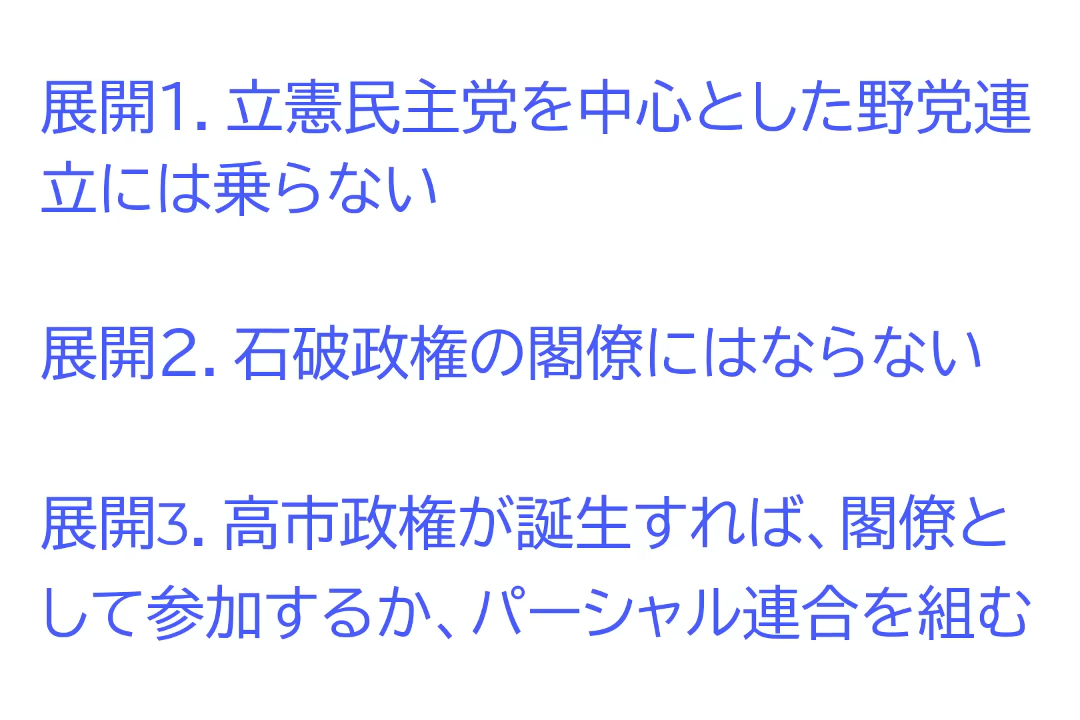 展開1. 立憲民主党を中心とした野党連
立には乗らない
展開2. 石破政権の閣僚にはならない
展開3. 高市政権が誕生すれば、閣僚と
して参加するか、パーシャル連合を組む